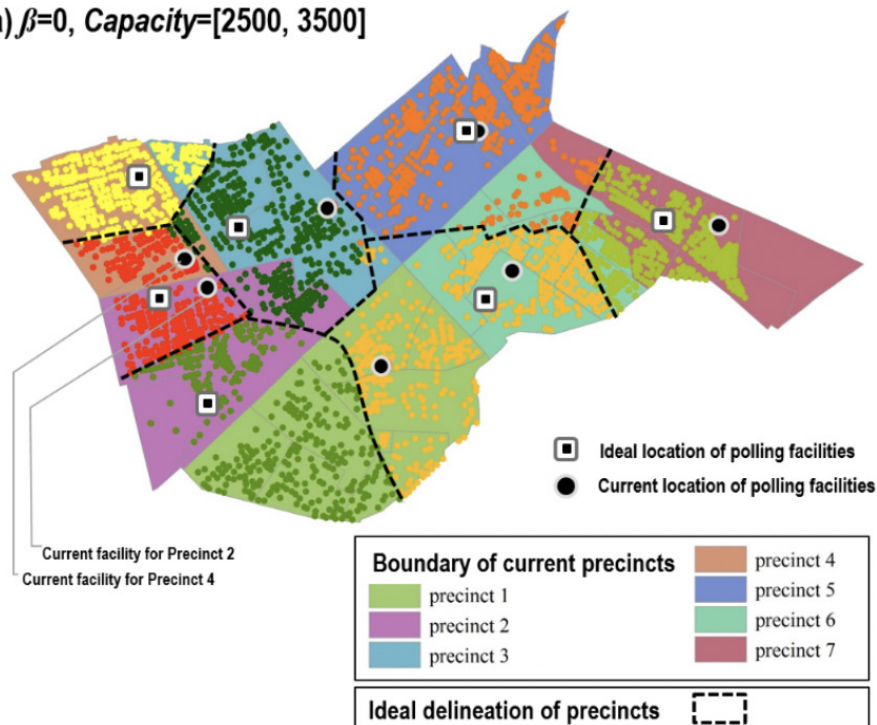 a) ß=0, Capacity=[2500, 3500]
Ideal location of polling facilities
Current location of polling facilities
Current facility for Precinct 2
Current facility for Precinct 4
Boundary of current precincts
precinct 1
precinct 2
precinct 3
precinct 4
precinct 5
precinct 6
precinct 7
Ideal delineation of precincts